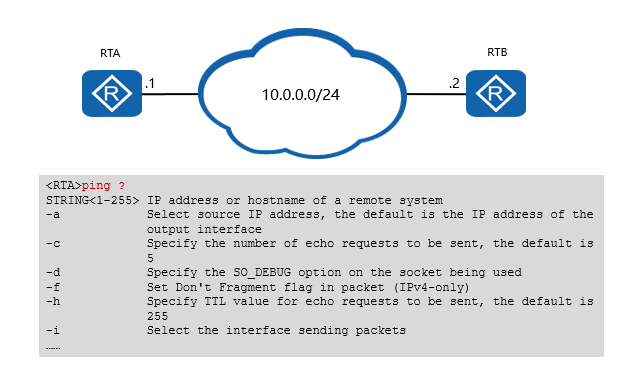 RTA
RTB
R
.1
10.0.0.0/24
.2
R
<RTA>ping ?
STRING<1-255> IP address or hostname of a remote system
-a Select source IP address, the default is the IP address of the
output interface
-c Specify the number of echo requests to be sent, the default is
5
-d Specify the SO_DEBUG option on the socket being used
-f Set Don't Fragment flag in packet (IPv4-only)
-h Specify TTL value for echo requests to be sent, the default is
255
-i Select the interface sending packets
……